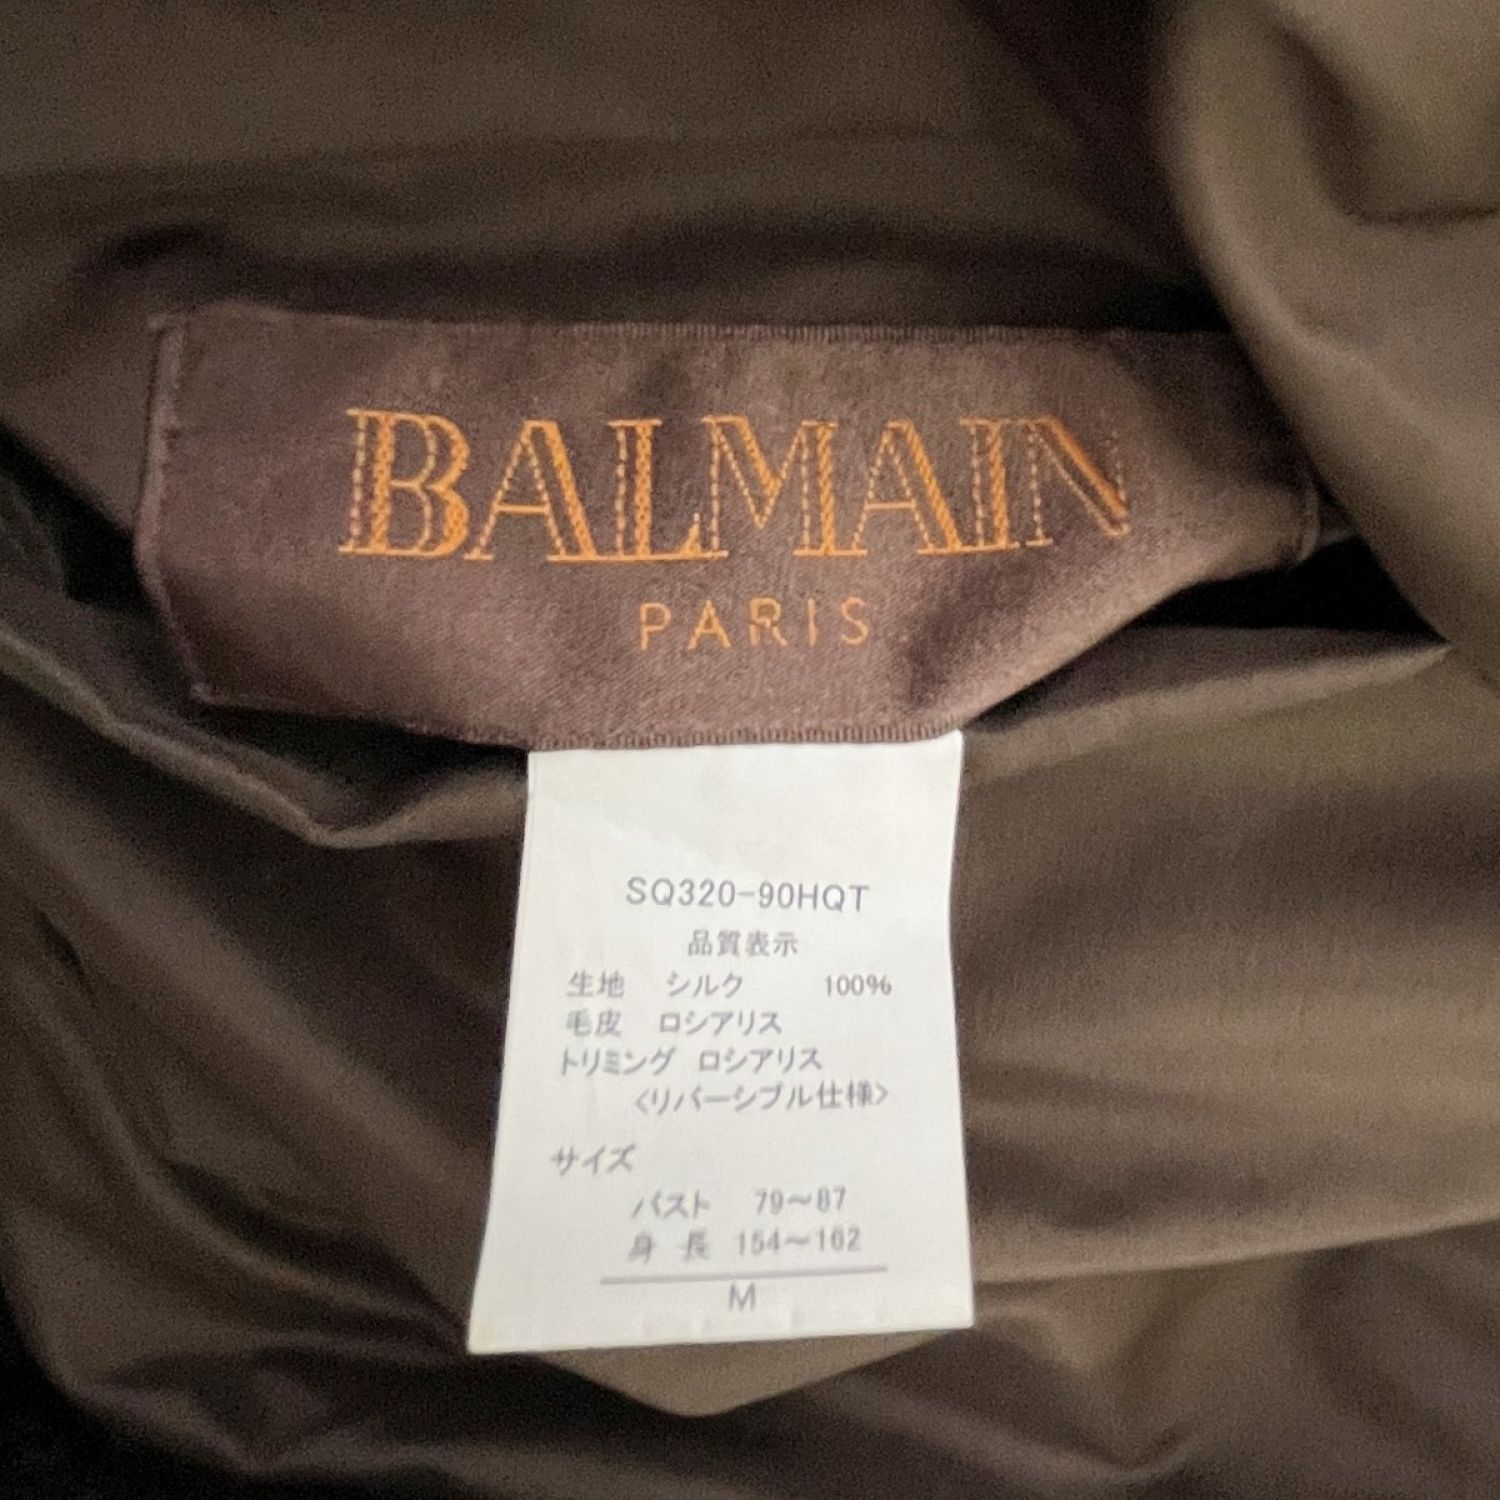 BALMAIN
PARIS
SQ320-90HQT
品質表示
生地 シルク 100%
毛皮 ロシアリス
トリミング ロシアリス
<リバーシブル仕様>
サイズ
バスト 79～87
身長 154～162
M